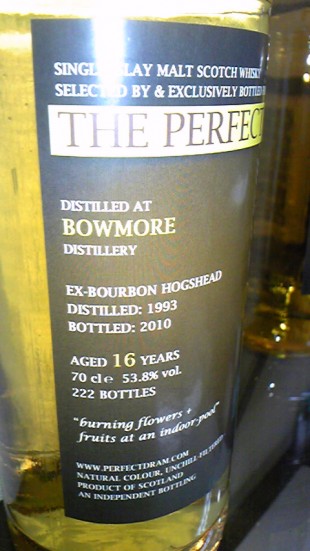 SINGLE ISLAY MALT SCOTCH WHISKY
SELECTED BY & EXCLUSIVELY BOTTLED
THE PERFECT
DISTILLED AT
BOWMORE
DISTILLERY
EX-BOURBON HOGSHEAD
DISTILLED: 1993
BOTTLED: 2010
AGED 16 YEARS
70 cl e 53.8% vol.
222 BOTTLES
"burning flowers +
fruits at an indoor-pool"
WWW.PERFECTDRAM.COM
NATURAL COLOUR, UNCHILL-FILTERED
PRODUCT OF SCOTLAND
AN INDEPENDENT BOTTLING